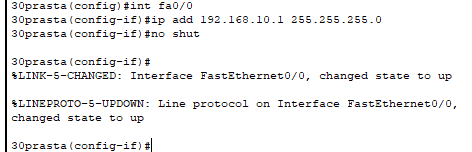 30prasta(config)#int fa0/0
30prasta(config-if)#ip add 192.168.10.1 255.255.255.0
30prasta(config-if)#no shut
30prasta(config-if)#
%LINK-5-CHANGED: Interface FastEthernet0/0, changed state to up
%LINEPROTO-5-UPDOWN: Line protocol on Interface FastEthernet0/0,
changed state to up
30prasta(config-if)#